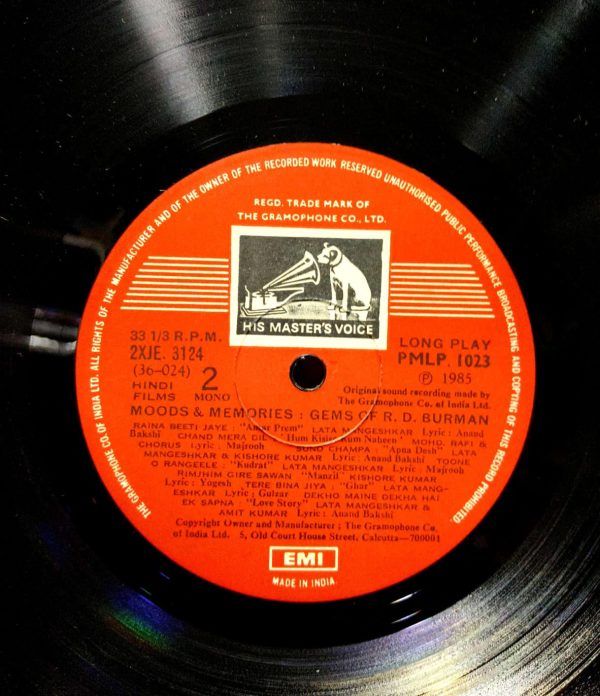 THE GRAMOPHONE CO. OF INDIA LTD. ALL RIGHTS OF THE MANUFACTURER AND OF THE OWNER OF THE RECORDED WORK RESERVED UNAUTHORISED PUBLIC PERFORMANCE BROADCASTING AND COPYING OF THIS RECORD PROHIBITED
REGD. TRADE MARK OF
THE GRAMOPHONE CO., LTD.
HIS MASTER'S VOICE
33 1/3 R.P.M.
2XJE. 3124
(36-024)
HINDI
FILMS
2
MONO
LONG PLAY
PMLP. 1023
℗ 1985
Original sound recording made by
The Gramophone Co. of India Ltd.
MOODS & MEMORIES : GEMS OF R. D. BURMAN
RAINA BEETI JAYE : "Amar Prem" LATA MANGESHKAR Lyric: Anand
Bakshi CHAND MERA DIL : "Hum Kisise Kum Naheen" MOHD. RAFI &
CHORUS Lyric: Majrooh SUNO CHAMPA : "Apna Desh" LATA
MANGESHKAR & KISHORE KUMAR Lyric: Anand Bakshi TOONE
O RANGEELE : "Kudrat" LATA MANGESHKAR Lyric: Majrooh
RIMJHIM GIRE SAWAN : "Manzil" KISHORE KUMAR
Lyric: Yogesh TERE BINA JIYA : "Ghar" LATA MANG-
ESHKAR Lyric: Gulzar DEKHO MAINE DEKHA HAI
EK SAPNA : "Love Story" LATA MANGESHKAR &
AMIT KUMAR Lyric: Anand Bakshi
Copyright Owner and Manufacturer ; The Gramophone Co.
of India Ltd. 5, Old Court House Street, Calcutta-700001
EMI
MADE IN INDIA.